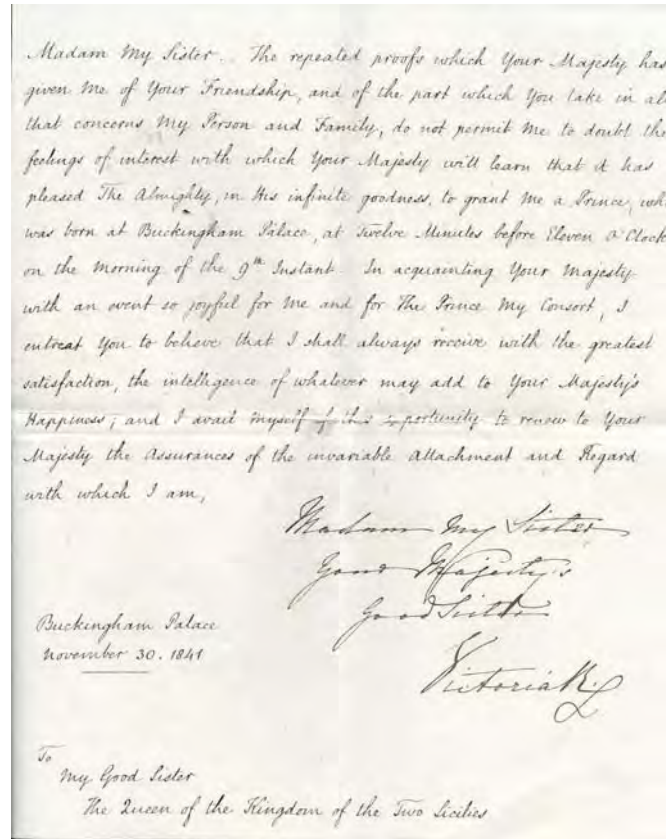 Madam My Sister. The repeated proofs which Your Majesty has
given Me of Your Friendship, and of the part which You take in al
that concerns My Person and Family, do not permit Me to doubt the
feelings of interest with which Your Majesty will learn that it has
pleased The Almighty, in His infinite goodness, to grant Me a Prince, wh
was born at Buckingham Palace, at Twelve Minutes before Eleven O'Clock
on the Morning of the 9th Instant. In acquainting Your Majesty
with an event so joyful for Me and for The Prince My Consort, I
entreat You to believe that I shall always receive with the greatest
satisfaction, the intelligence of whatever may add to Your Majesty's
Happiness; and I avail myself of this opportunity to renew to Your
Majesty the Assurances of the invariable Attachment and Regard
with which I am,
Madam My Sister
Your Majesty's
Good Sister
Victoria R.
Buckingham Palace
November 30. 1841
To
My Good Sister
The Queen of the Kingdom of the Two Sicilies